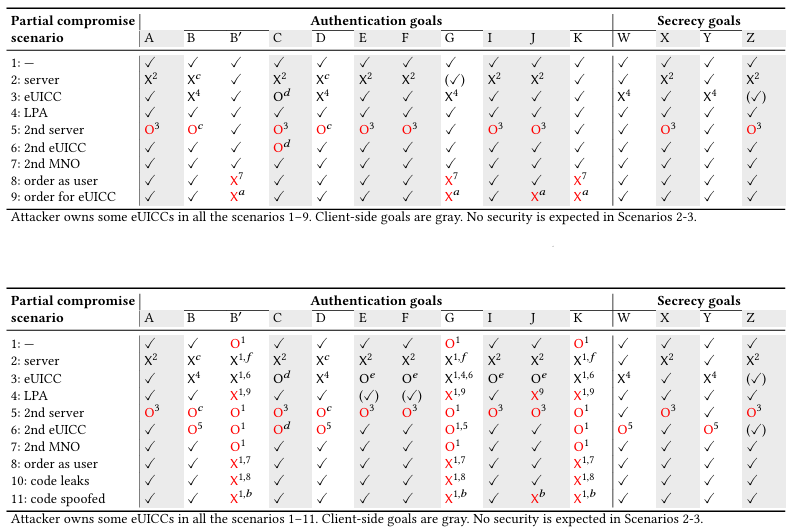 Partial compromise Authentication goals Secrecy goals
scenario A B B′ C D E F G I J K W X Y Z
1: — ✓ ✓ ✓ ✓ ✓ ✓ ✓ ✓ ✓ ✓ ✓ ✓ ✓ ✓ ✓
2: server X² Xᶜ ✓ X² Xᶜ X² X² (✓) X² X² ✓ ✓ X² ✓ X²
3: eUICC ✓ X⁴ ✓ Oᵈ X⁴ ✓ ✓ X⁴ ✓ ✓ ✓ X⁴ ✓ X⁴ (✓)
4: LPA ✓ ✓ ✓ ✓ ✓ ✓ ✓ ✓ ✓ ✓ ✓ ✓ ✓ ✓ ✓
5: 2nd server O³ Oᶜ ✓ O³ Oᶜ O³ O³ ✓ O³ O³ ✓ ✓ O³ ✓ O³
6: 2nd eUICC ✓ ✓ ✓ Oᵈ ✓ ✓ ✓ ✓ ✓ ✓ ✓ ✓ ✓ ✓ ✓
7: 2nd MNO ✓ ✓ ✓ ✓ ✓ ✓ ✓ ✓ ✓ ✓ ✓ ✓ ✓ ✓ ✓
8: order as user ✓ ✓ X⁷ ✓ ✓ ✓ ✓ X⁷ ✓ ✓ X⁷ ✓ ✓ ✓ ✓
9: order for eUICC ✓ ✓ Xᵃ ✓ ✓ ✓ ✓ Xᵃ ✓ Xᵃ Xᵃ ✓ ✓ ✓ ✓
Attacker owns some eUICCs in all the scenarios 1–9. Client-side goals are gray. No security is expected in Scenarios 2-3.
Partial compromise Authentication goals Secrecy goals
scenario A B B′ C D E F G I J K W X Y Z
1: — ✓ ✓ O¹ ✓ ✓ ✓ ✓ O¹ ✓ ✓ O¹ ✓ ✓ ✓ ✓
2: server X² Xᶜ X¹,ᶠ X² Xᶜ X² X² X¹,ᶠ X² X² X¹,ᶠ ✓ X² ✓ X²
3: eUICC ✓ X⁴ X¹,⁶ Oᵈ X⁴ Oᵉ Oᵉ X¹,⁴,⁶ Oᵉ Oᵉ X¹,⁶ X⁴ ✓ X⁴ (✓)
4: LPA ✓ ✓ X¹,⁹ ✓ ✓ (✓) (✓) X¹,⁹ ✓ X⁹ X¹,⁹ ✓ ✓ ✓ ✓
5: 2nd server O³ Oᶜ O¹ O³ Oᶜ O³ O³ O¹ O³ O³ O¹ ✓ O³ ✓ O³
6: 2nd eUICC ✓ O⁵ O¹ Oᵈ O⁵ ✓ ✓ O¹,⁵ ✓ ✓ O¹ O⁵ ✓ O⁵ (✓)
7: 2nd MNO ✓ ✓ O¹ ✓ ✓ ✓ ✓ O¹ ✓ ✓ O¹ ✓ ✓ ✓ ✓
8: order as user ✓ ✓ X¹,⁷ ✓ ✓ ✓ ✓ X¹,⁷ ✓ ✓ X¹,⁷ ✓ ✓ ✓ ✓
10: code leaks ✓ ✓ X¹,⁸ ✓ ✓ ✓ ✓ X¹,⁸ ✓ ✓ X¹,⁸ ✓ ✓ ✓ ✓
11: code spoofed ✓ ✓ X¹,ᵇ ✓ ✓ ✓ ✓ X¹,ᵇ ✓ Xᵇ X¹,ᵇ ✓ ✓ ✓ ✓
Attacker owns some eUICCs in all the scenarios 1–11. Client-side goals are gray. No security is expected in Scenarios 2-3.